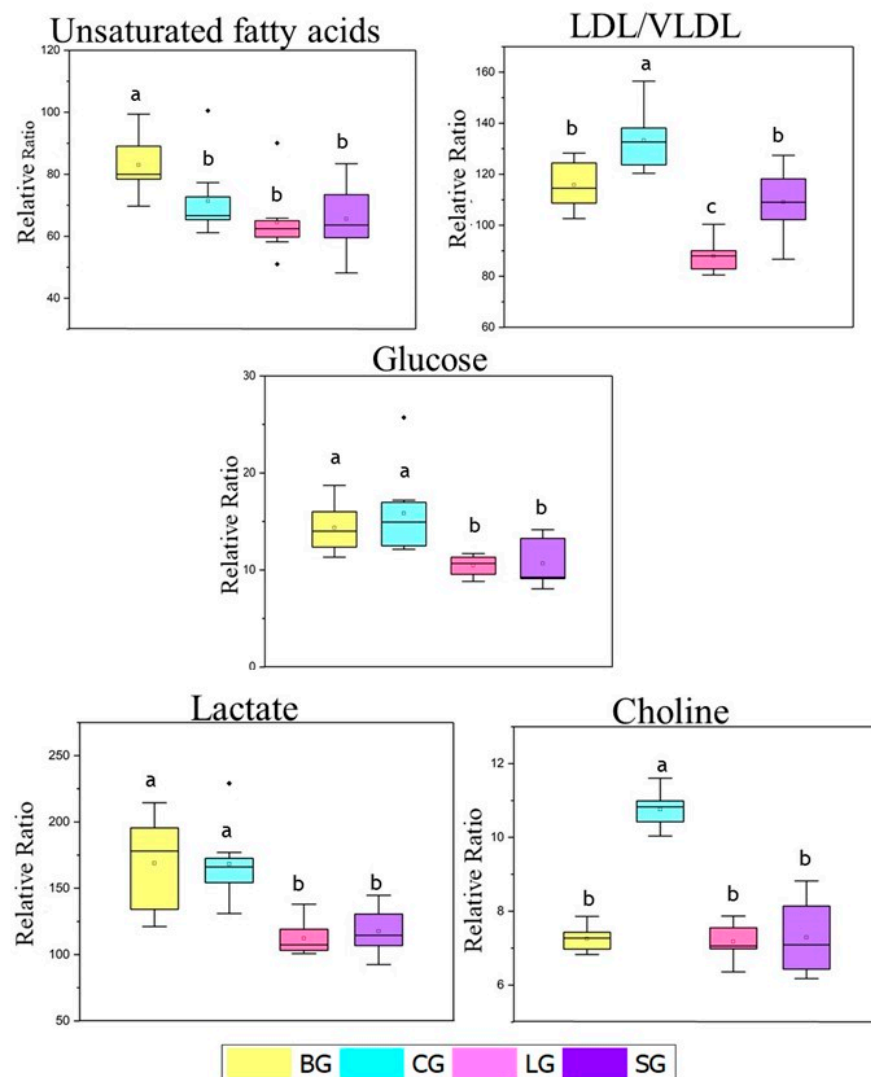 Unsaturated fatty acids
LDL/VLDL
120
100
80
60
40
Relative Ratio
a
b
b
b
160
140
120
100
80
60
Relative Ratio
b
a
c
b
Glucose
30
20
10
0
Relative Ratio
a
a
b
b
Lactate
Choline
250
200
150
100
50
Relative Ratio
a
a
b
b
12
10
8
6
Relative Ratio
b
a
b
b
BG CG LG SG